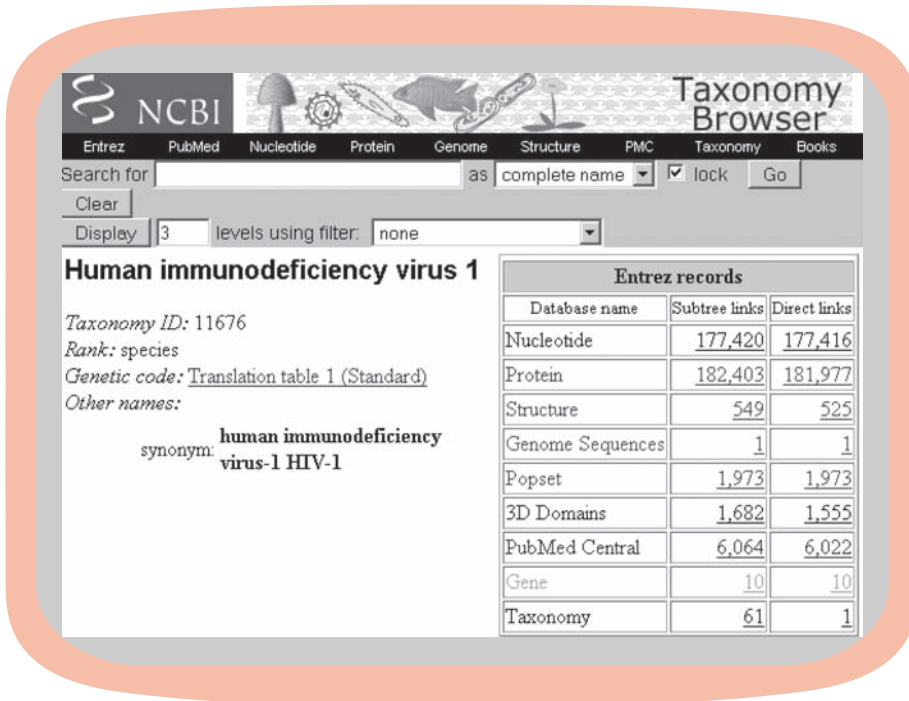 NCBI
Taxonomy
Browser
Entrez PubMed Nucleotide Protein Genome Structure PMC Taxonomy Books
Search for as complete name lock Go
Clear
Display 3 levels using filter: none
Human immunodeficiency virus 1
Taxonomy ID: 11676
Rank: species
Genetic code: Translation table 1 (Standard)
Other names:
synonym: human immunodeficiency
virus-1 HIV-1
Entrez records
Database name Subtree links Direct links
Nucleotide 177,420 177,416
Protein 182,403 181,977
Structure 549 525
Genome Sequences 1 1
Popset 1,973 1,973
3D Domains 1,682 1,555
PubMed Central 6,064 6,022
Gene 10 10
Taxonomy 61 1